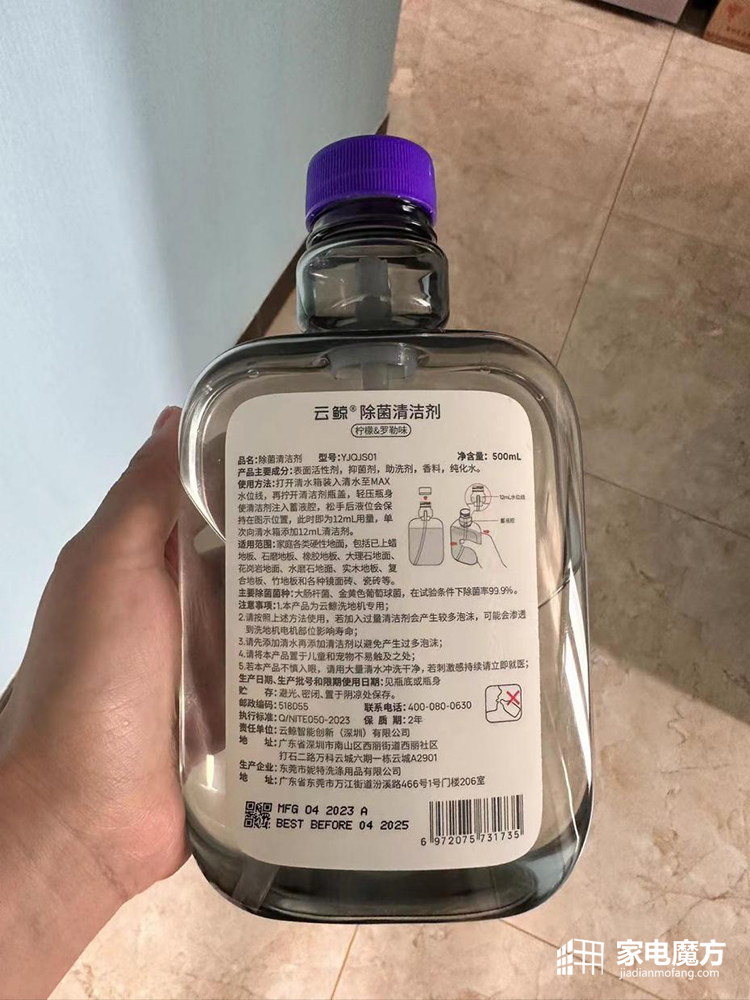 云鲸®除菌清洁剂
柠檬&罗勒味
品名：除菌清洁剂 型号：YJQJS01 净含量：500mL
产品主要成分：表面活性剂，抑菌剂，助洗剂，香料，纯化水。
使用方法：打开清水箱装入清水至MAX
水位线，再拧开清洁剂瓶盖，轻压瓶身
使清洁剂注入蓄液腔，松手后液位会保
持在图示位置，此时即为12mL用量，单
次向清水箱添加12mL清洁剂。
12mL水位线
蓄液腔
适用范围：家庭各类硬性地面，包括已上蜡
地板、石磨地板、橡胶地板、大理石地面、
花岗岩地面、水磨石地面、实木地板、复
合地板、竹地板和各种镜面砖、瓷砖等。
主要除菌菌种：大肠杆菌、金黄色葡萄球菌，在试验条件下除菌率99.9%。
注意事项：1.本产品为云鲸洗地机专用；
2.请按照上述方法使用，若加入过量清洁剂会产生较多泡沫，可能会渗透
到洗地机电机部位影响寿命；
3.请先添加清水再添加清洁剂以避免产生过多泡沫；
4.请将本产品置于儿童和宠物不易触及之处；
5.若本产品不慎入眼，请用大量清水冲洗干净，若刺激感持续请立即就医；
生产日期、生产批号和限期使用日期：见瓶底或瓶身
贮 存：避光、密闭、置于阴凉处保存。
邮政编码：518055 联系电话：400-080-0630
执行标准：Q/NITE050-2023 保 质 期：2年
责任单位：云鲸智能创新（深圳）有限公司
地 址：广东省深圳市南山区西丽街道西丽社区
打石二路万科云城六期一栋云城A2901
生产企业：东莞市妮特洗涤用品有限公司
地 址：广东省东莞市万江街道汾溪路466号1号门楼206室
MFG 04 2023 A
BEST BEFORE 04 2025
6 972075 731735
家电魔方
jiadianmofang.com